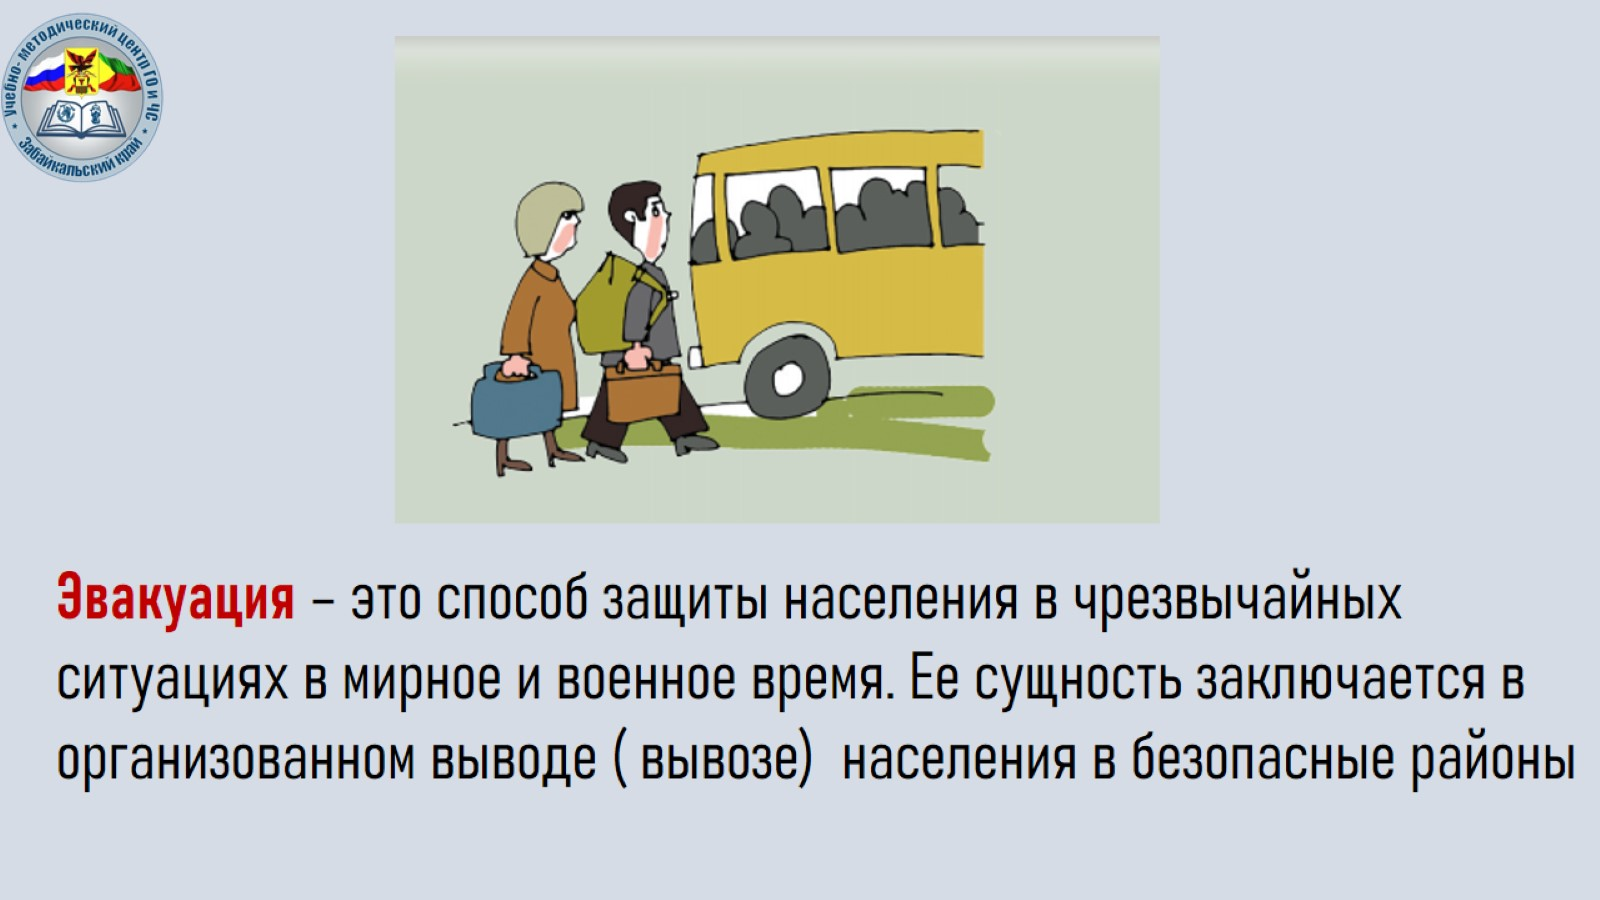 Учебно-методический центр ГО и ЧС
* Забайкальский край *
Эвакуация – это способ защиты населения в чрезвычайных
ситуациях в мирное и военное время. Ее сущность заключается в
организованном выводе ( вывозе) населения в безопасные районы